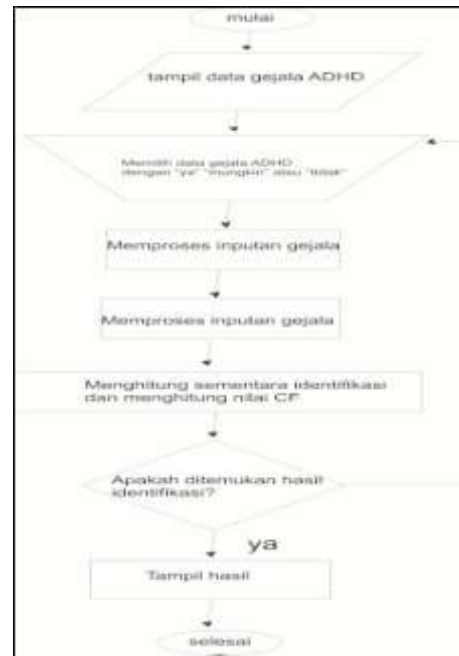 mulai
tampil data gejala ADHD
Memilih data gejala ADHD
dengan "ya" "mungkin" atau "tidak"
Memproses inputan gejala
Memproses inputan gejala
Menghitung sementara identifikasi
dan menghitung nilai CF
Apakah ditemukan hasil
identifikasi?
ya
Tampil hasil
selesai